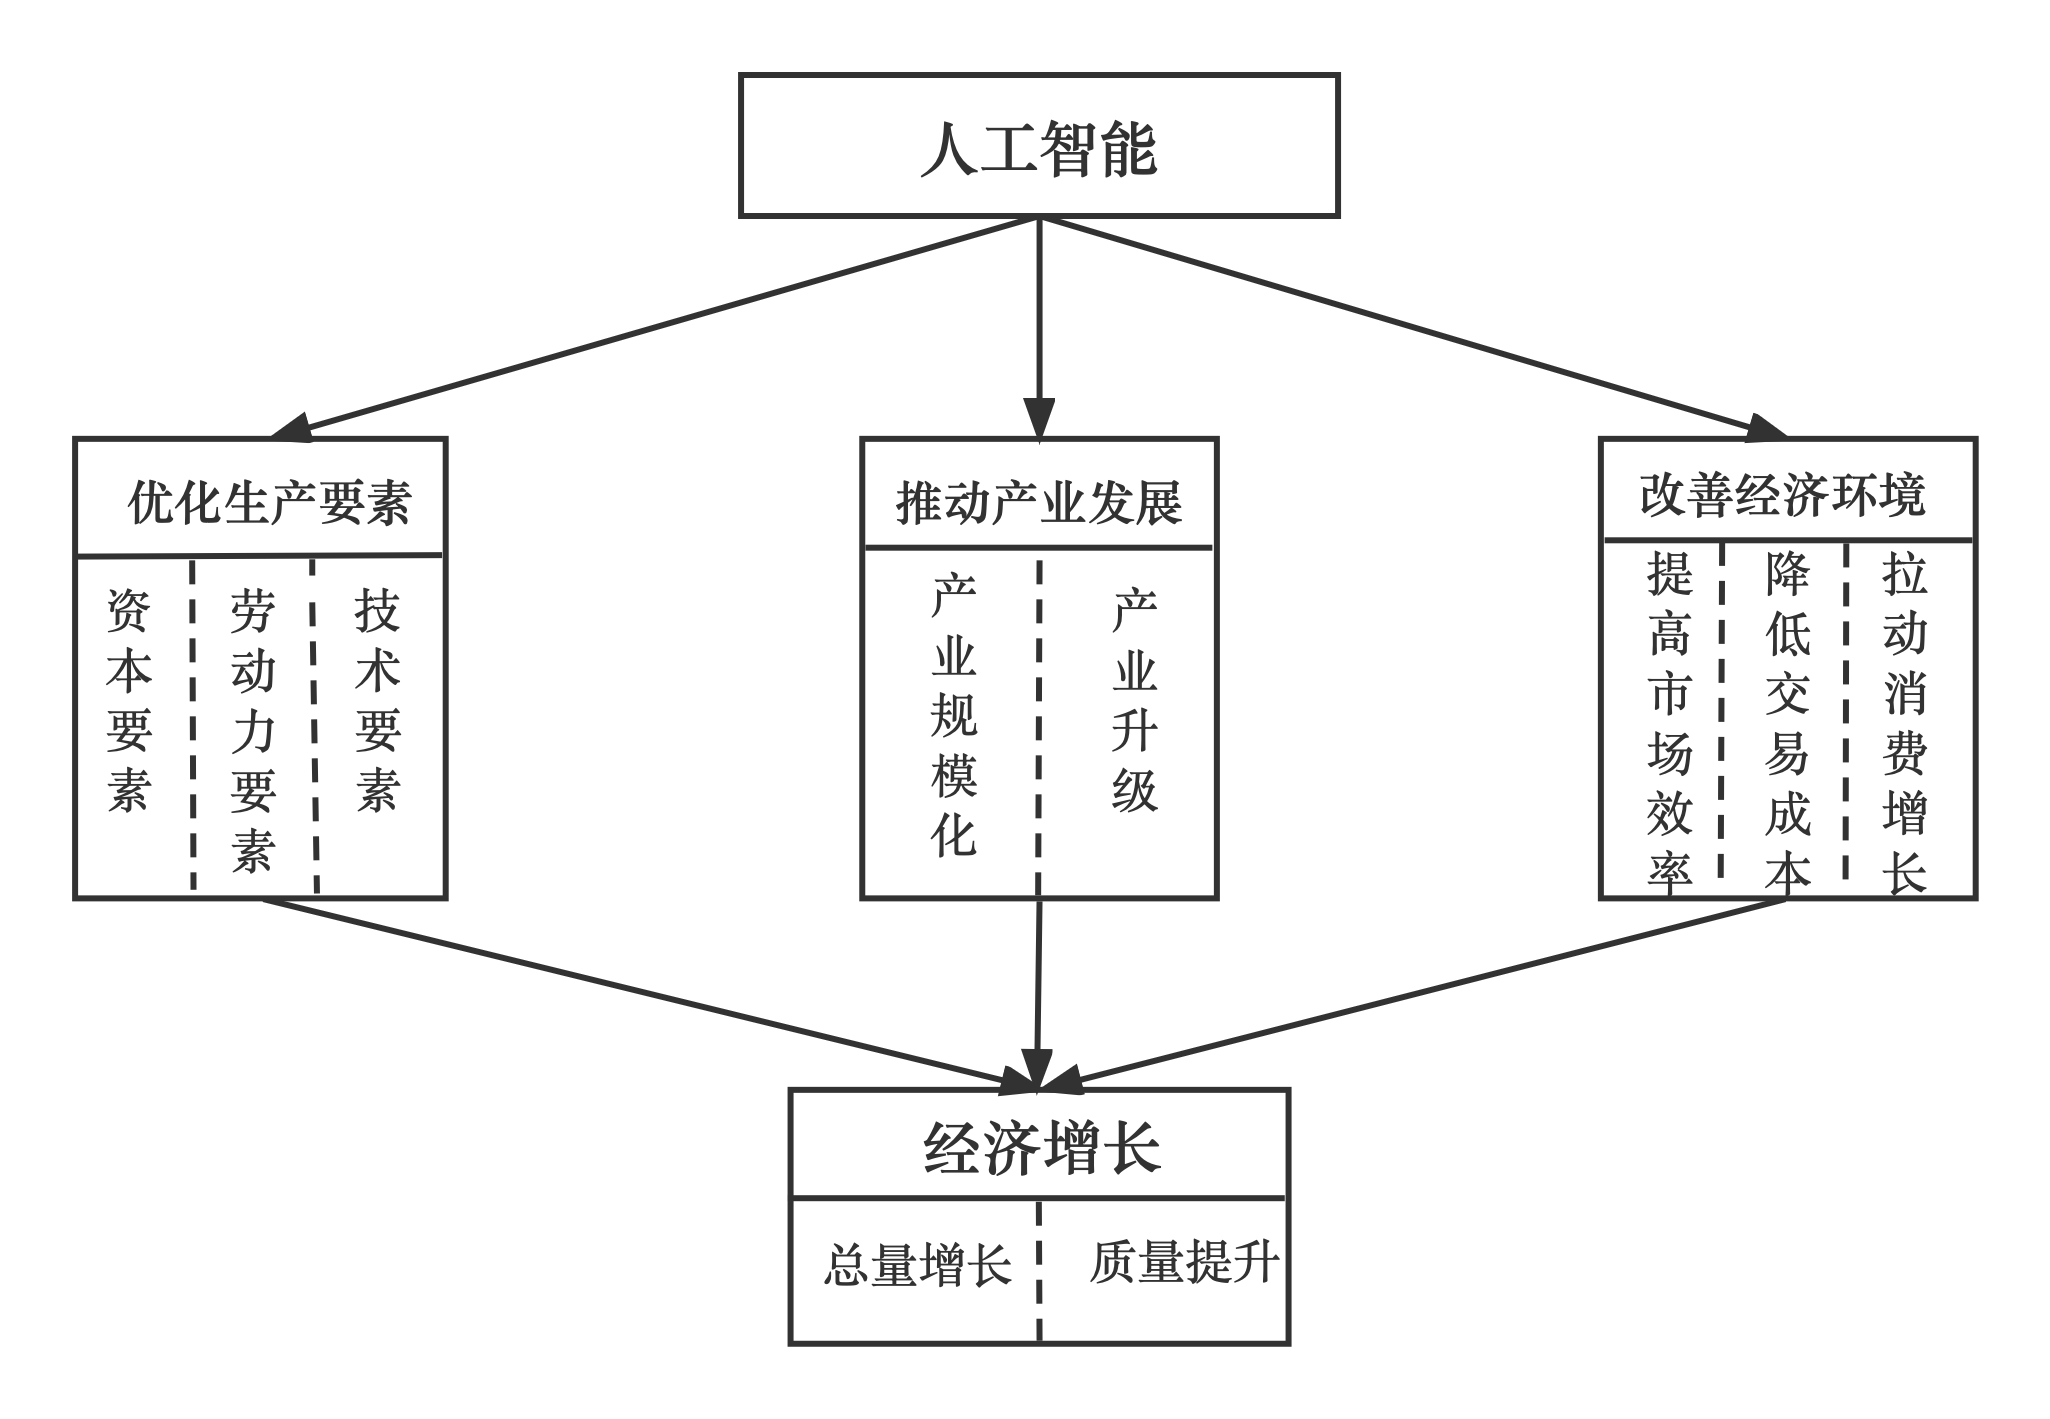 人工智能
优化生产要素
资本要素
劳动力要素
技术要素
推动产业发展
产业规模化
产业升级
改善经济环境
提高市场效率
降低交易成本
拉动消费增长
经济增长
总量增长
质量提升